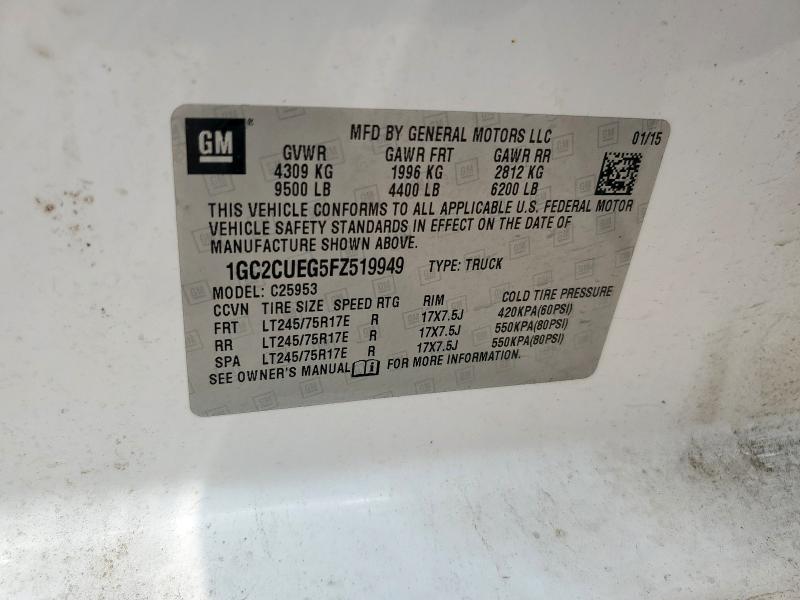 GM
MFD BY GENERAL MOTORS LLC 01/15
GVWR GAWR FRT GAWR RR
4309 KG 1996 KG 2812 KG
9500 LB 4400 LB 6200 LB
THIS VEHICLE CONFORMS TO ALL APPLICABLE U.S. FEDERAL MOTOR
VEHICLE SAFETY STANDARDS IN EFFECT ON THE DATE OF
MANUFACTURE SHOWN ABOVE.
1GC2CUEG5FZ519949 TYPE: TRUCK
MODEL: C25953
CCVN TIRE SIZE SPEED RTG RIM COLD TIRE PRESSURE
FRT LT245/75R17E R 17X7.5J 420KPA(60PSI)
RR LT245/75R17E R 17X7.5J 550KPA(80PSI)
SPA LT245/75R17E R 17X7.5J 550KPA(80PSI)
SEE OWNER'S MANUAL FOR MORE INFORMATION.